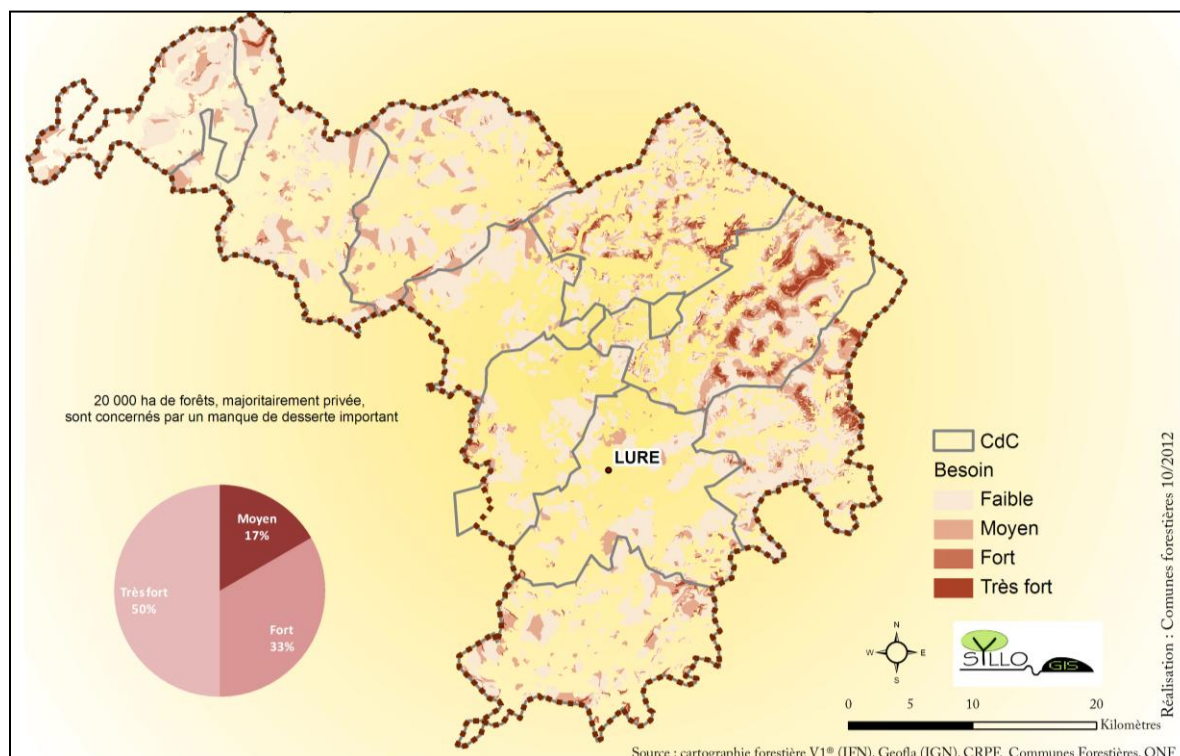 20 000 ha de forêts, majoritairement privée,
sont concernés par un manque de desserte important
Moyen
17%
Très fort
50%
Fort
33%
LURE
CdC
Besoin
Faible
Moyen
Fort
Très fort
N
W E
S
SYLLO GIS
0 5 10 20
Kilomètres
Réalisation : Communes forestières 10/2012
Source : cartographie forestière V1® (IFN), Geofla (IGN), CRPF, Communes Forestières, ONF